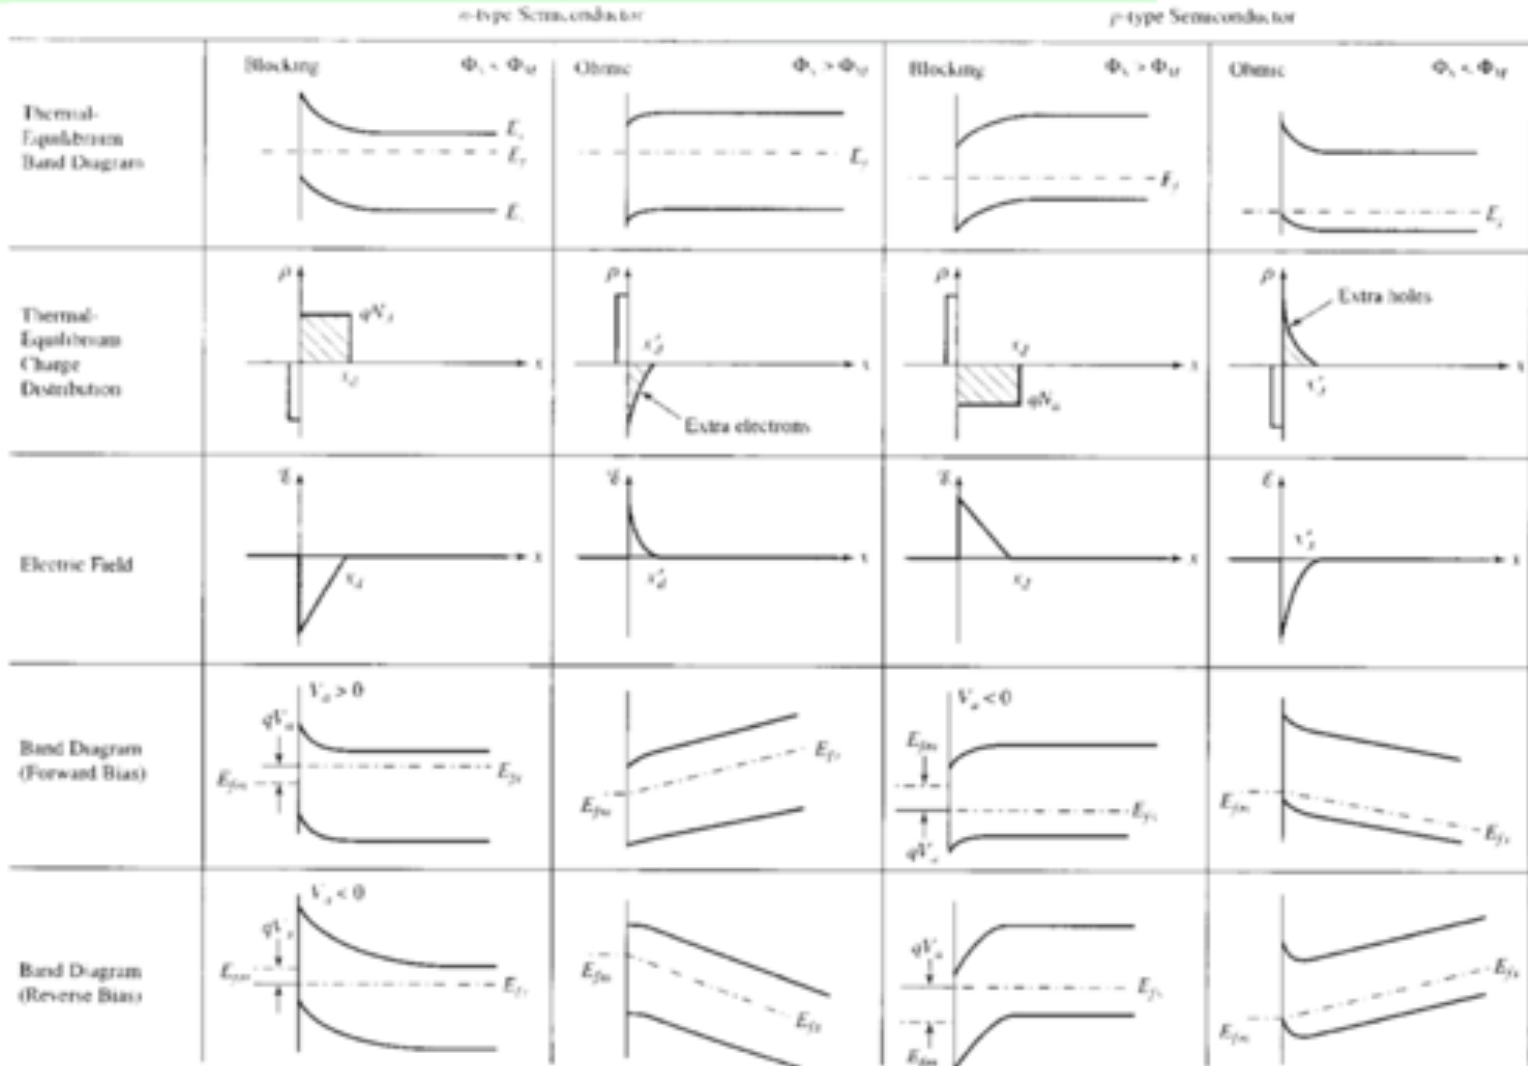 n-type Semiconductor
p-type Semiconductor
Blocking Φs < ΦM
Ohmic Φs > ΦM
Blocking Φs > ΦM
Ohmic Φs < ΦM
Thermal-
Equilibrium
Band Diagram
Ef
Ef
Ef
Ef
Thermal-
Equilibrium
Charge
Distribution
ρ
qNd
xd
x
ρ
x
Extra electrons
ρ
xd
x
qNa
ρ
Extra holes
x
Electric Field
ℰ
xd
x
ℰ
x
ℰ
xd
x
ℰ
x
Band Diagram
(Forward Bias)
Va > 0
qVa
Efm
Efs
Efm
Efs
Va < 0
Efm
Efs
qVa
Efm
Efs
Band Diagram
(Reverse Bias)
Va < 0
qVa
Efm
Efs
Efm
Efs
qVa
Efs
Efm
Efs
Efm